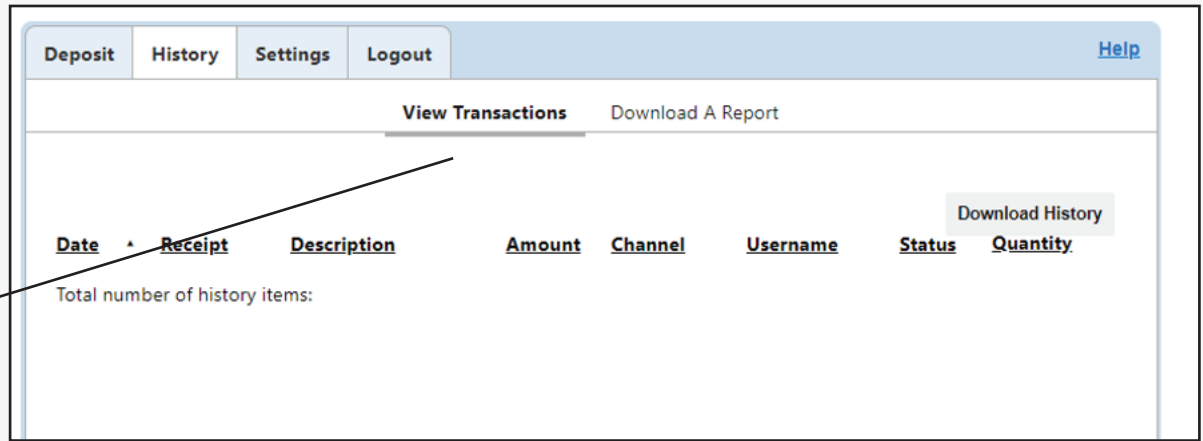 Deposit History Settings Logout Help
View Transactions Download A Report
Download History
Date Receipt Description Amount Channel Username Status Quantity
Total number of history items: